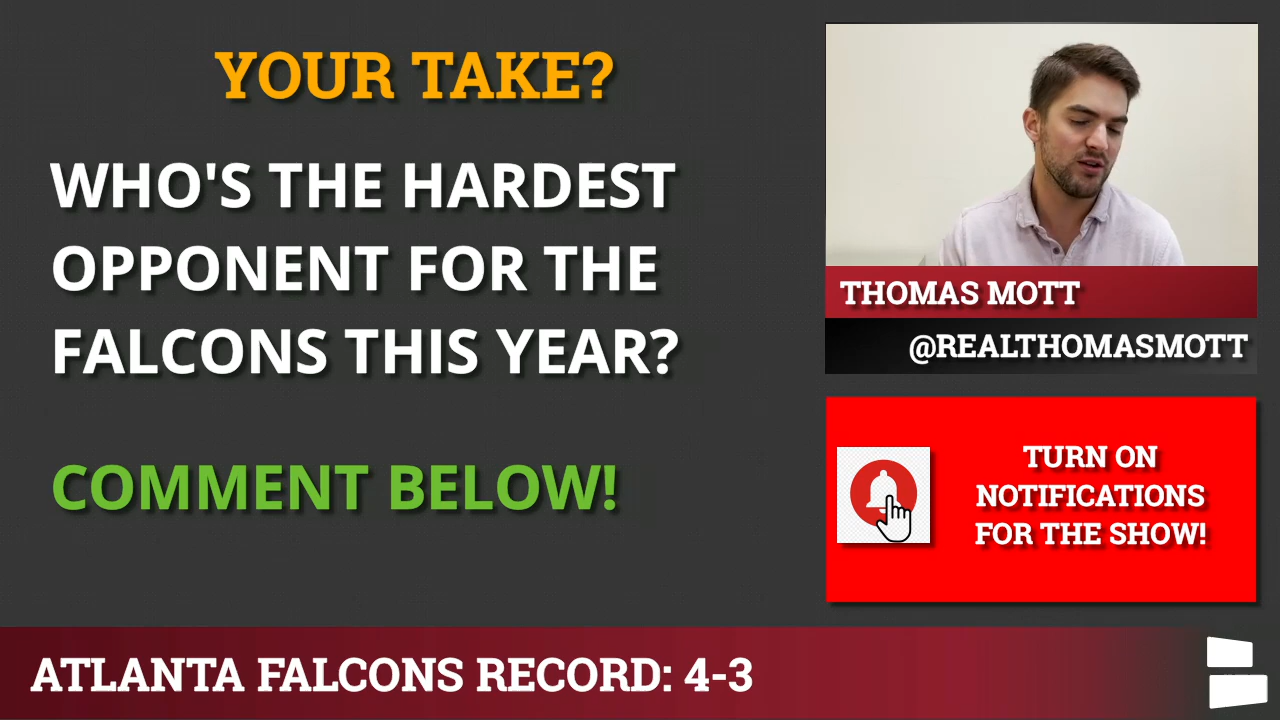 YOUR TAKE?
WHO'S THE HARDEST
OPPONENT FOR THE
FALCONS THIS YEAR?
COMMENT BELOW!
THOMAS MOTT
@REALTHOMASMOTT
TURN ON
NOTIFICATIONS
FOR THE SHOW!
ATLANTA FALCONS RECORD: 4-3